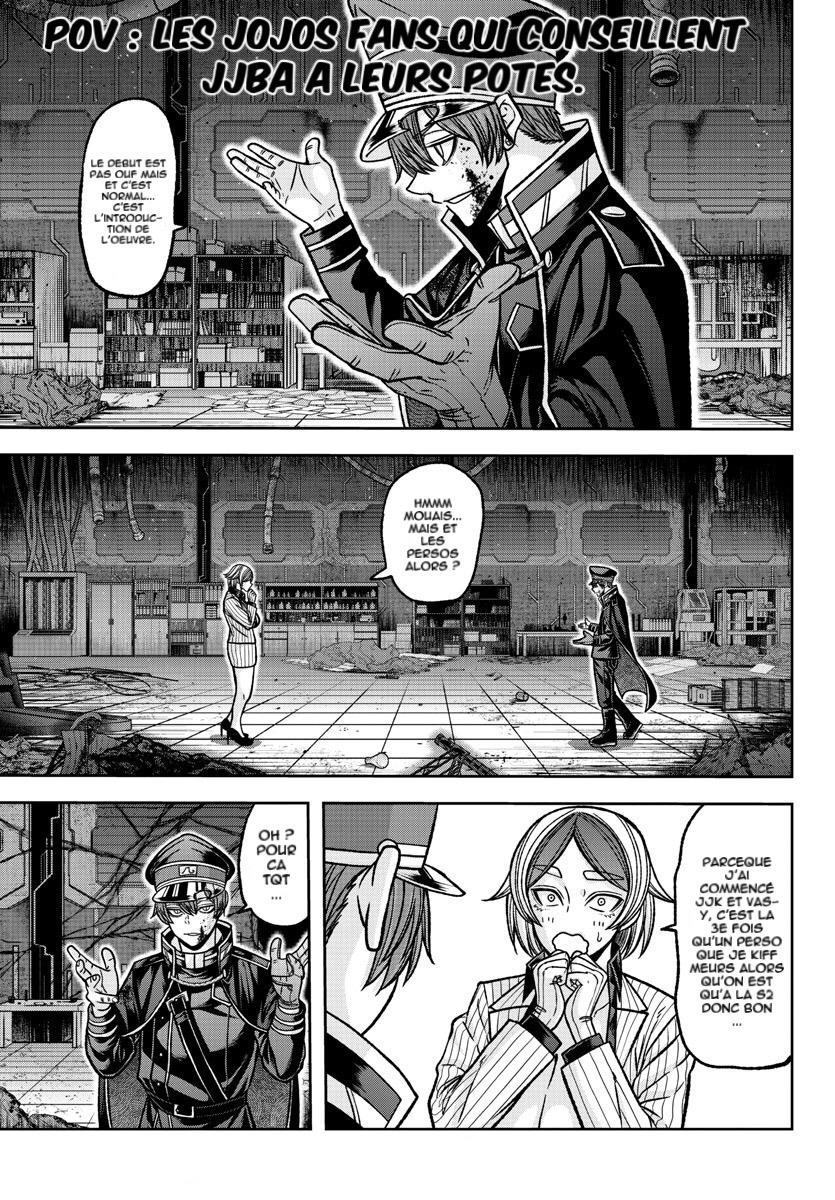 POV : LES JOJOS FANS QUI CONSEILLENT
JJBA A LEURS POTES.
LE DEBUT EST
PAS OUF MAIS
ET C'EST
NORMAL...
C'EST
L'INTRODUC-
TION DE
L'OEUVRE.
HMMM
MOUAIS...
MAIS ET
LES
PERSOS
ALORS ?
OH ?
POUR
CA
TQT
...
PARCEQUE
J'AI
COMMENCÉ
JJK ET VAS-
Y, C'EST LA
3E FOIS
QU'UN PERSO
QUE JE KIFF
MEURS ALORS
QU'ON EST
QU'A LA S2
DONC BON
...